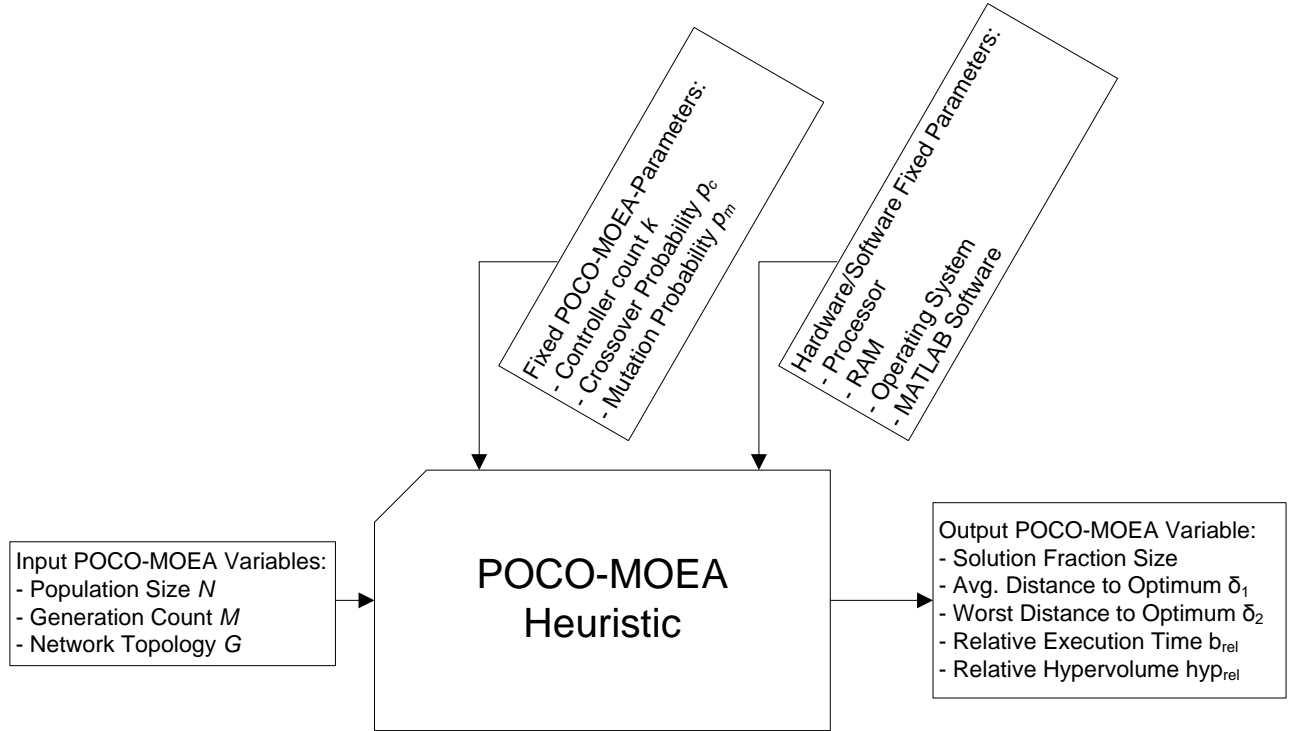 Fixed POCO-MOEA-Parameters:
- Controller count k
- Crossover Probability pc
- Mutation Probability pm
Hardware/Software Fixed Parameters:
- Processor
- RAM
- Operating System
- MATLAB Software
Input POCO-MOEA Variables:
- Population Size N
- Generation Count M
- Network Topology G
POCO-MOEA
Heuristic
Output POCO-MOEA Variable:
- Solution Fraction Size
- Avg. Distance to Optimum δ1
- Worst Distance to Optimum δ2
- Relative Execution Time brel
- Relative Hypervolume hyprel